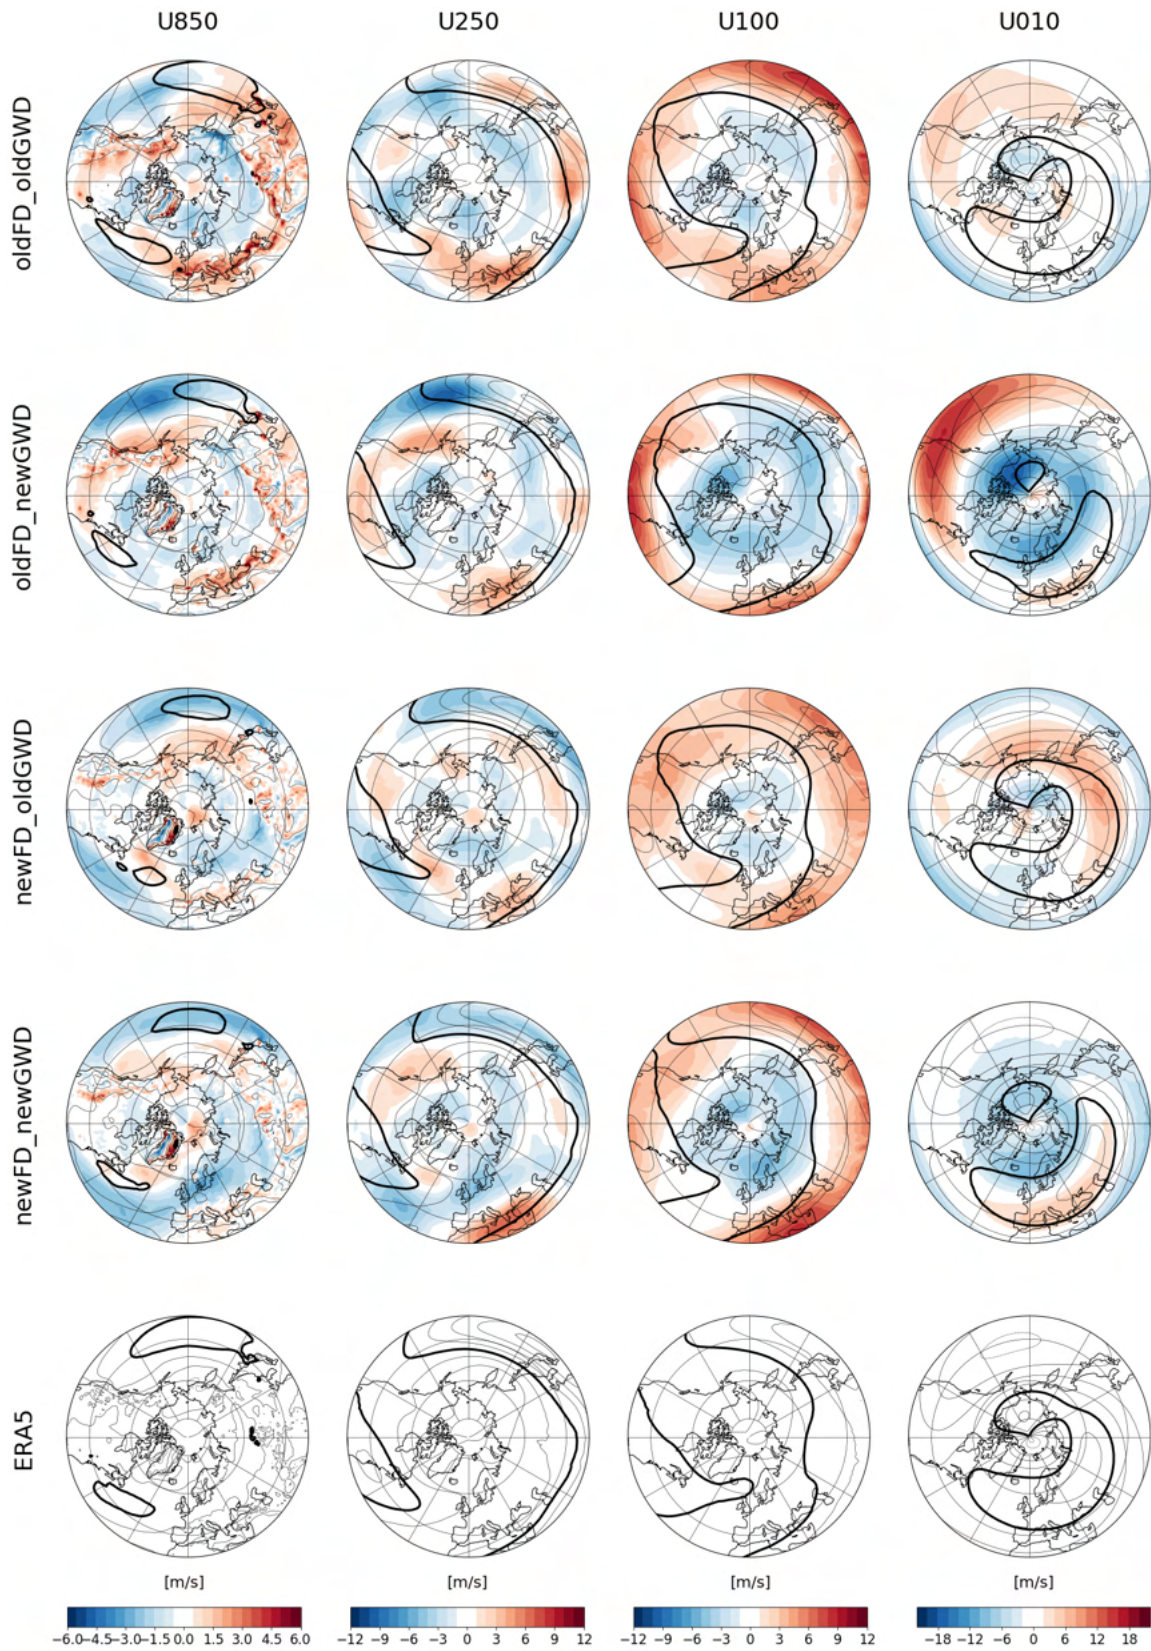 U850 U250 U100 U010
oldFD_oldGWD
oldFD_newGWD
newFD_oldGWD
newFD_newGWD
ERA5
[m/s] [m/s] [m/s] [m/s]
−6.0 −4.5 −3.0 −1.5 0.0 1.5 3.0 4.5 6.0 −12 −9 −6 −3 0 3 6 9 12 −12 −9 −6 −3 0 3 6 9 12 −18 −12 −6 0 6 12 18